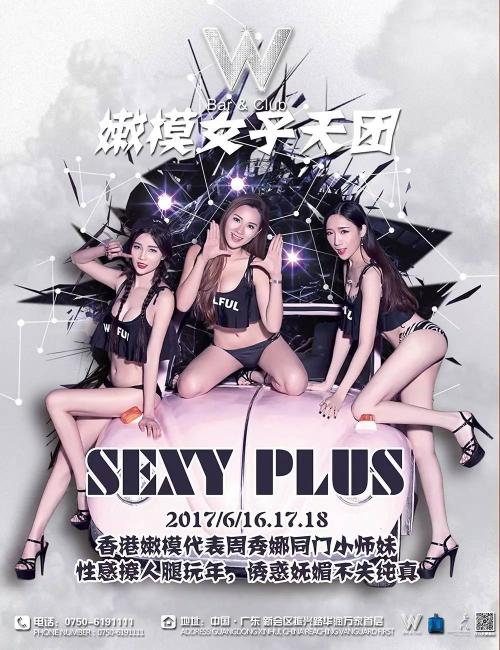 W
Bar & Club
嫩模女子天团
LFUL
LFUL
SEXY PLUS
2017/6/16.17.18
香港嫩模代表周秀娜同门小师妹
性感撩人腿玩年，诱惑妩媚不失纯真
电话：0750-6191111
PHONE NUMBER : 0750-6191111
地址：中国·广东 新会区振兴路华润万家首层
ADDRESS:GUANGDONG XINHUI, CHINA REACHING VANGUARD FIRST
W